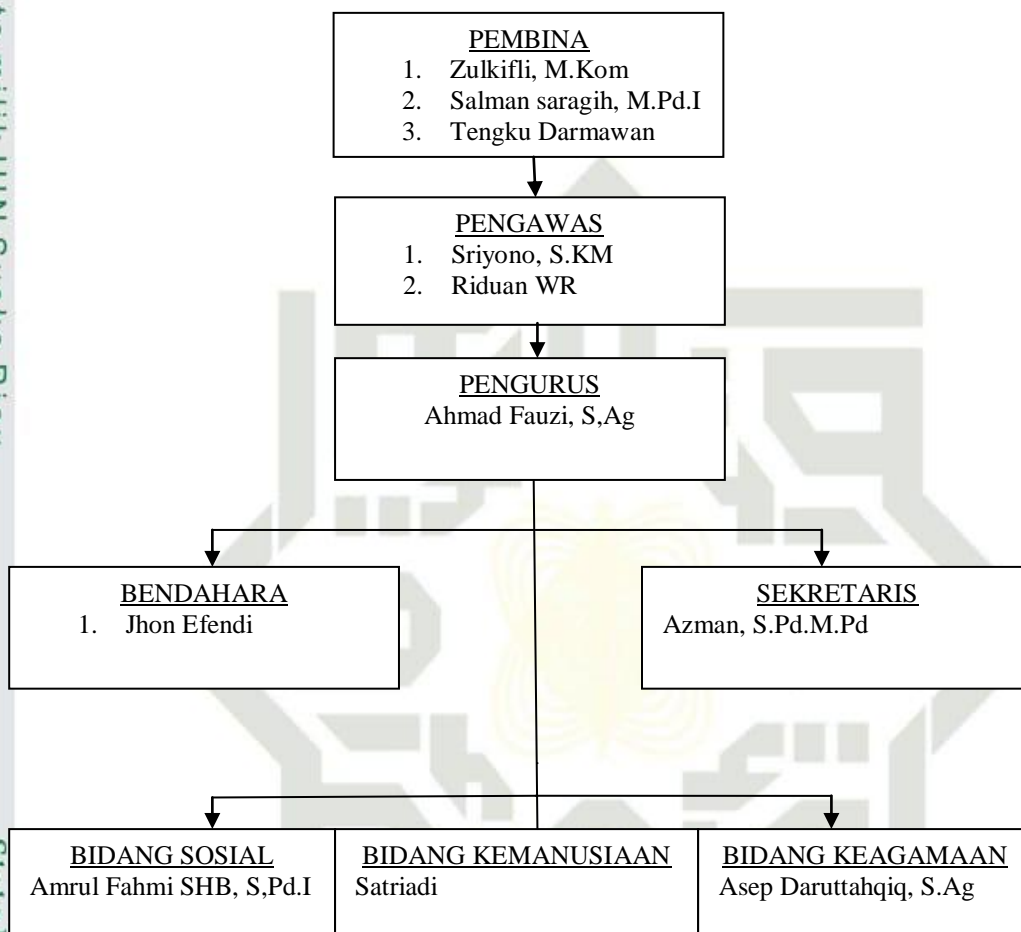 PEMBINA
1. Zulkifli, M.Kom
2. Salman saragih, M.Pd.I
3. Tengku Darmawan
PENGAWAS
1. Sriyono, S.KM
2. Riduan WR
PENGURUS
Ahmad Fauzi, S,Ag
BENDAHARA
1. Jhon Efendi
SEKRETARIS
Azman, S.Pd.M.Pd
BIDANG SOSIAL
Amrul Fahmi SHB, S,Pd.I
BIDANG KEMANUSIAAN
Satriadi
BIDANG KEAGAMAAN
Asep Daruttahqiq, S.Ag